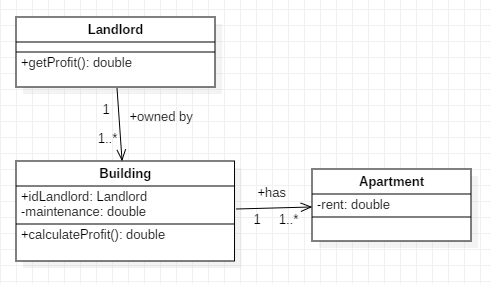 Landlord
+getProfit(): double
1
+owned by
1..*
Building
+idLandlord: Landlord
-maintenance: double
+calculateProfit(): double
+has
1
1..*
Apartment
-rent: double